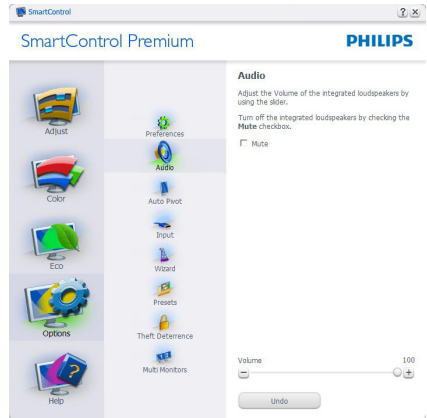 SmartControl
SmartControl Premium
PHILIPS
Adjust
Color
Eco
Options
Help
Preferences
Audio
Auto Pivot
Input
Wizard
Presets
Theft Deterrence
Multi Monitors
Audio
Adjust the Volume of the integrated loudspeakers by
using the slider.
Turn off the integrated loudspeakers by checking the
Mute checkbox.
Mute
Volume 100
Undo